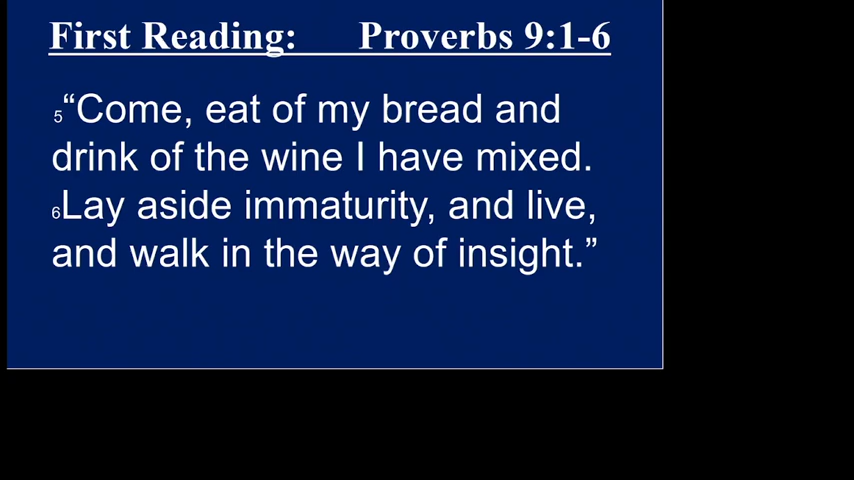 First Reading: Proverbs 9:1-6
5“Come, eat of my bread and
drink of the wine I have mixed.
6Lay aside immaturity, and live,
and walk in the way of insight.”